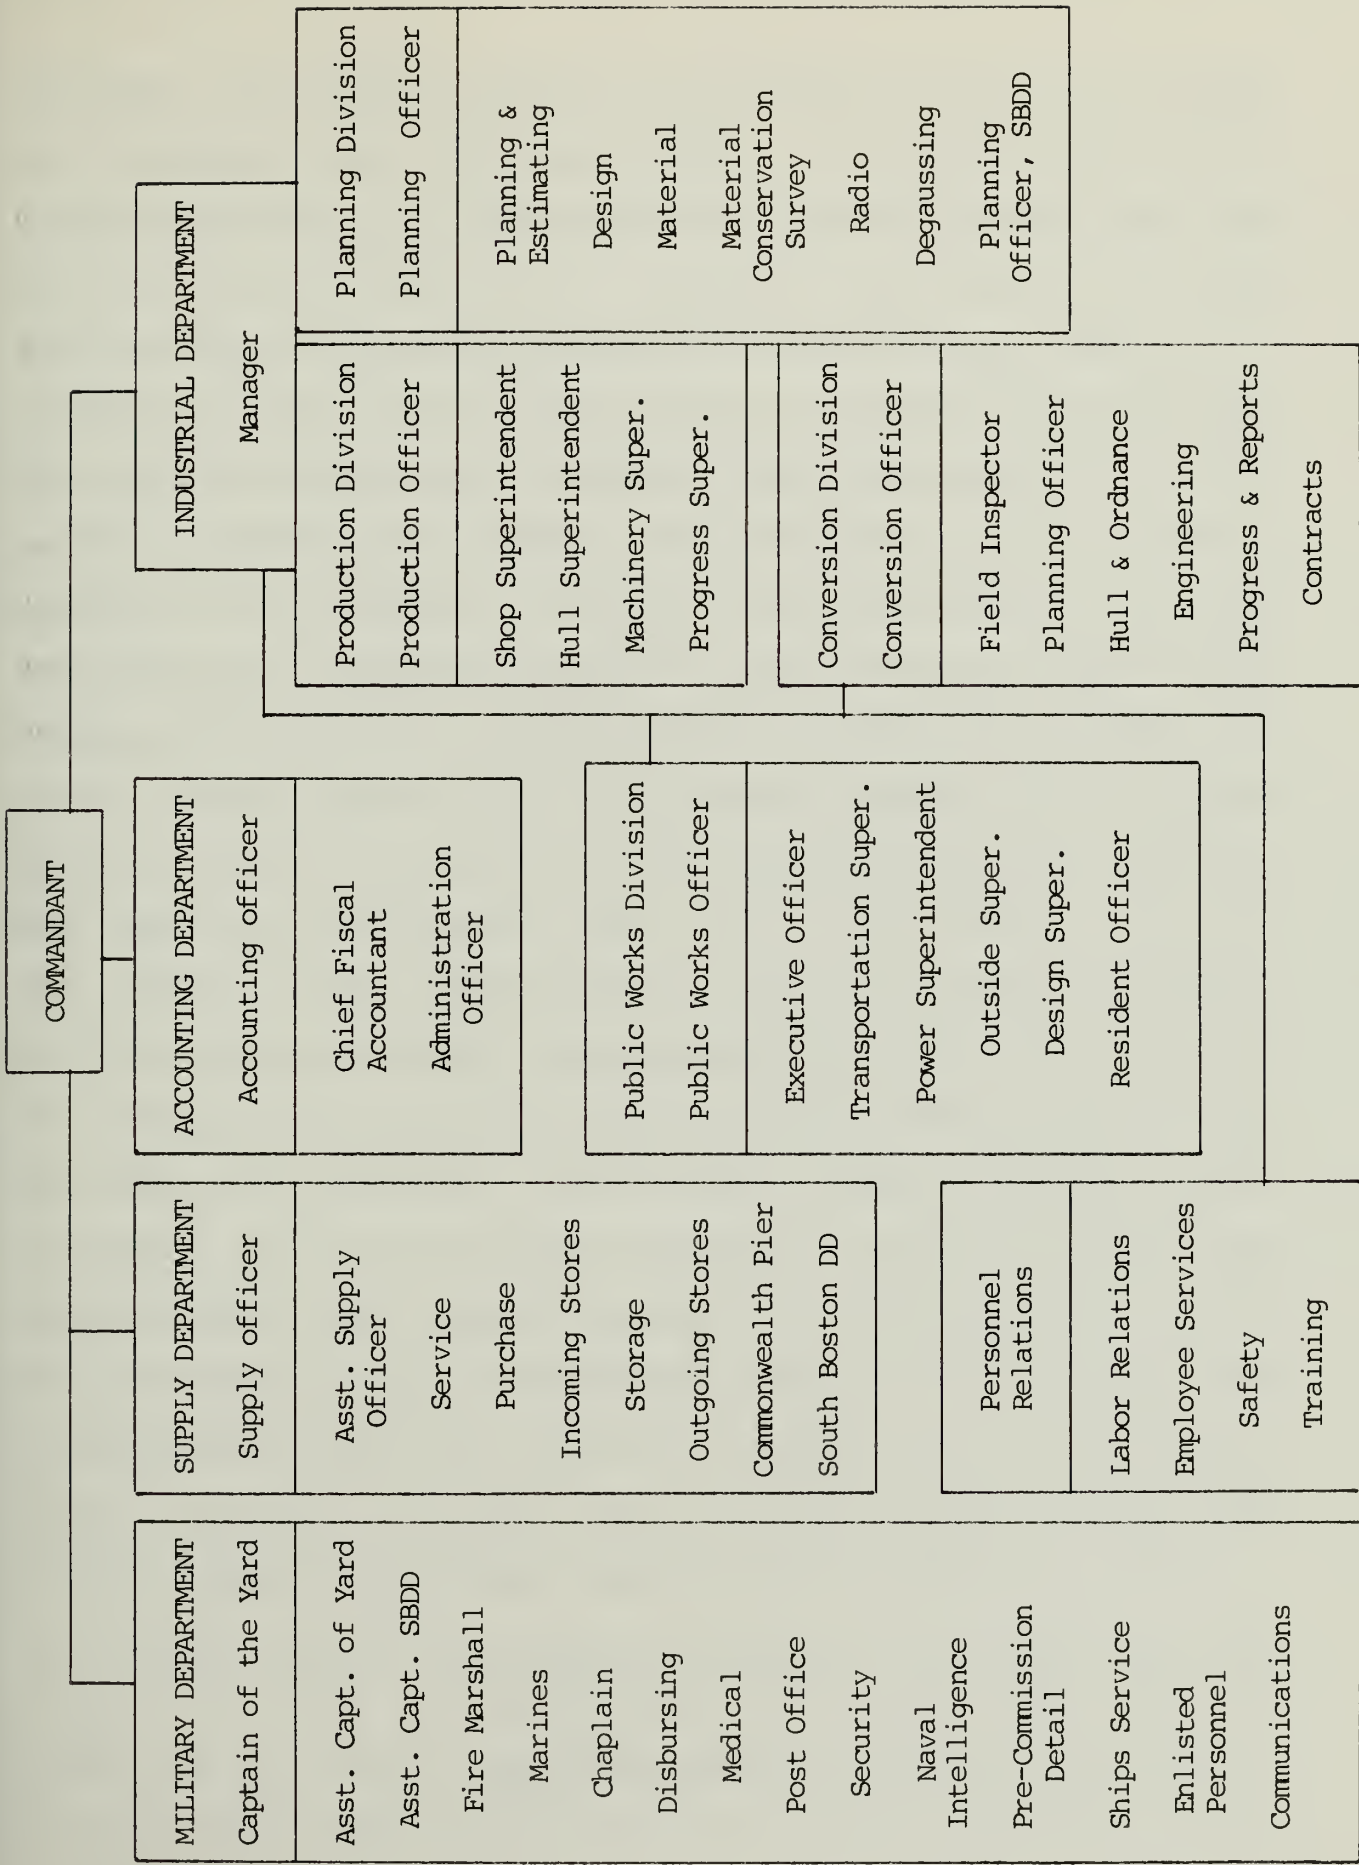 COMMANDANT
MILITARY DEPARTMENT
Captain of the Yard
Asst. Capt. of Yard
Asst. Capt. SBDD
Fire Marshall
Marines
Chaplain
Disbursing
Medical
Post Office
Security
Naval
Intelligence
Pre-Commission
Detail
Ships Service
Enlisted
Personnel
Communications
SUPPLY DEPARTMENT
Supply officer
Asst. Supply
Officer
Service
Purchase
Incoming Stores
Storage
Outgoing Stores
Commonwealth Pier
South Boston DD
Personnel
Relations
Labor Relations
Employee Services
Safety
Training
ACCOUNTING DEPARTMENT
Accounting officer
Chief Fiscal
Accountant
Administration
Officer
Public Works Division
Public Works Officer
Executive Officer
Transportation Super.
Power Superintendent
Outside Super.
Design Super.
Resident Officer
INDUSTRIAL DEPARTMENT
Manager
Production Division
Production Officer
Shop Superintendent
Hull Superintendent
Machinery Super.
Progress Super.
Conversion Division
Conversion Officer
Field Inspector
Planning Officer
Hull & Ordnance
Engineering
Progress & Reports
Contracts
Planning Division
Planning Officer
Planning &
Estimating
Design
Material
Material
Conservation
Survey
Radio
Degaussing
Planning
Officer, SBDD